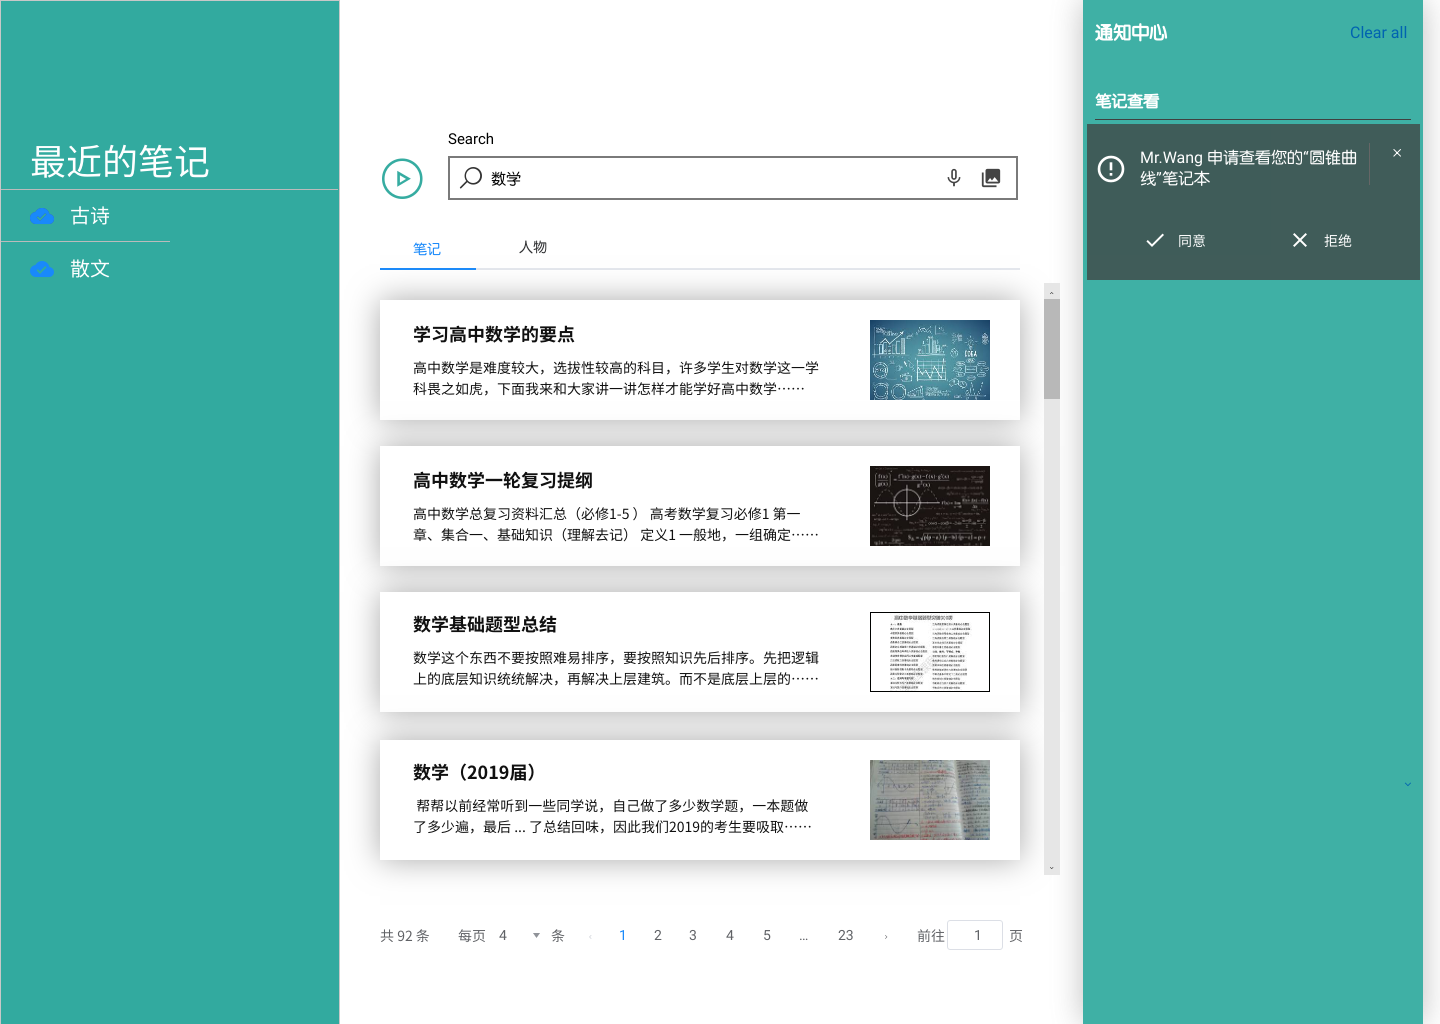 最近的笔记
古诗
散文
Search
数学
笔记
人物
学习高中数学的要点
高中数学是难度较大，选拔性较高的科目，许多学生对数学这一学
科畏之如虎，下面我来和大家讲一讲怎样才能学好高中数学······
高中数学一轮复习提纲
高中数学总复习资料汇总（必修1-5 ） 高考数学复习必修1 第一
章、集合一、基础知识（理解去记） 定义1 一般地，一组确定······
数学基础题型总结
数学这个东西不要按照难易排序，要按照知识先后排序。先把逻辑
上的底层知识统统解决，再解决上层建筑。而不是底层上层的······
数学（2019届）
帮帮以前经常听到一些同学说，自己做了多少数学题，一本题做
了多少遍，最后 ... 了总结回味，因此我们2019的考生要吸取······
共 92 条 每页 4 条 ‹ 1 2 3 4 5 ... 23 › 前往 1 页
通知中心
Clear all
笔记查看
Mr.Wang 申请查看您的“圆锥曲
线”笔记本
同意
拒绝